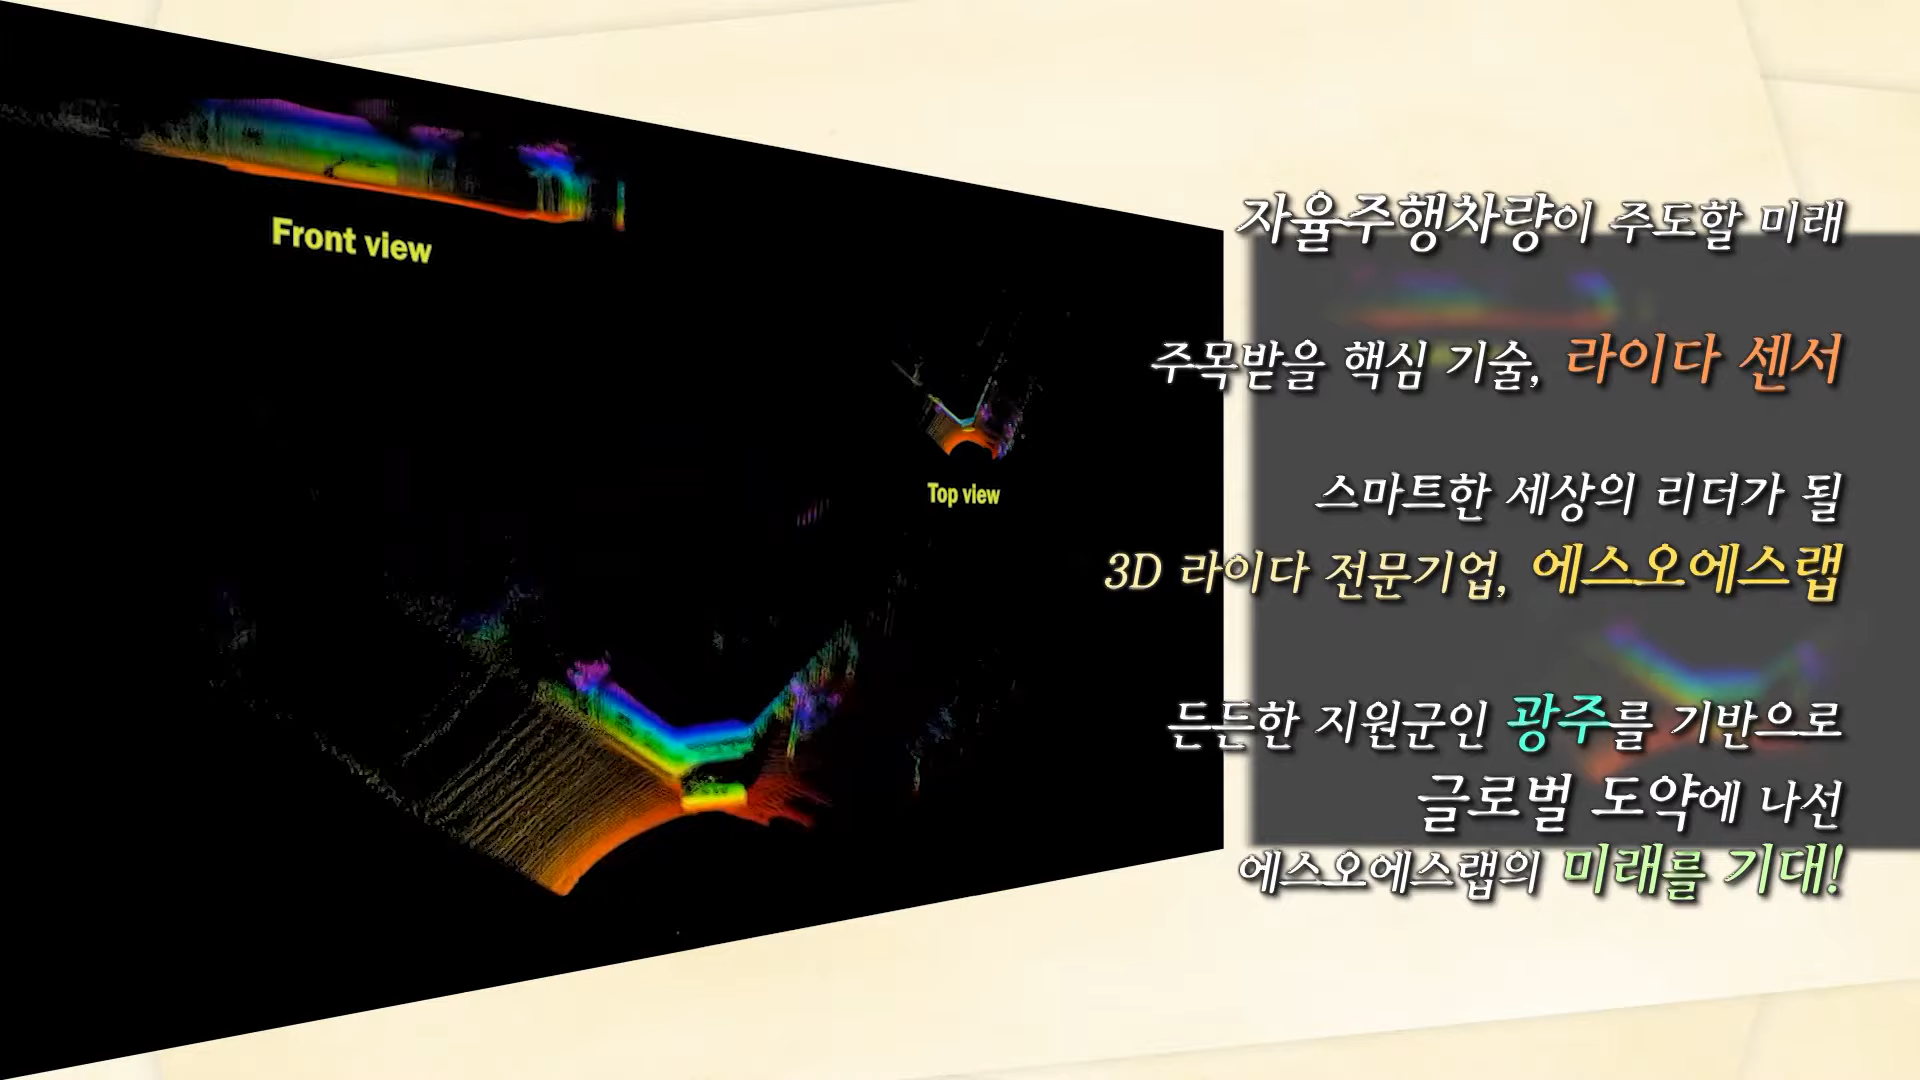 Front view
Top view
자율주행차량이 주도할 미래
주목받을 핵심 기술, 라이다 센서
스마트한 세상의 리더가 될
3D 라이다 전문기업, 에스오에스랩
든든한 지원군인 광주를 기반으로
글로벌 도약에 나선
에스오에스랩의 미래를 기대!